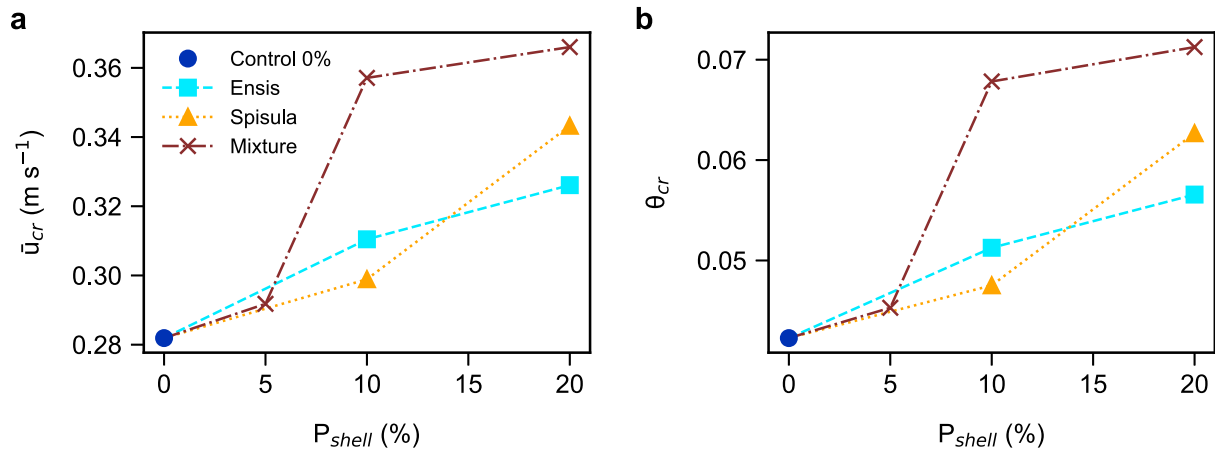 a
0.36
0.34
0.32
0.30
0.28
ū_cr (m s⁻¹)
Control 0%
Ensis
Spisula
Mixture
0 5 10 15 20
P_shell (%)
b
0.07
0.06
0.05
θ_cr
0 5 10 15 20
P_shell (%)